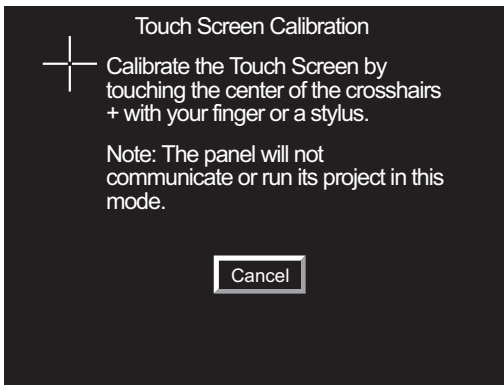 Touch Screen Calibration
Calibrate the Touch Screen by
touching the center of the crosshairs
+ with your finger or a stylus.
Note: The panel will not
communicate or run its project in this
mode.
Cancel